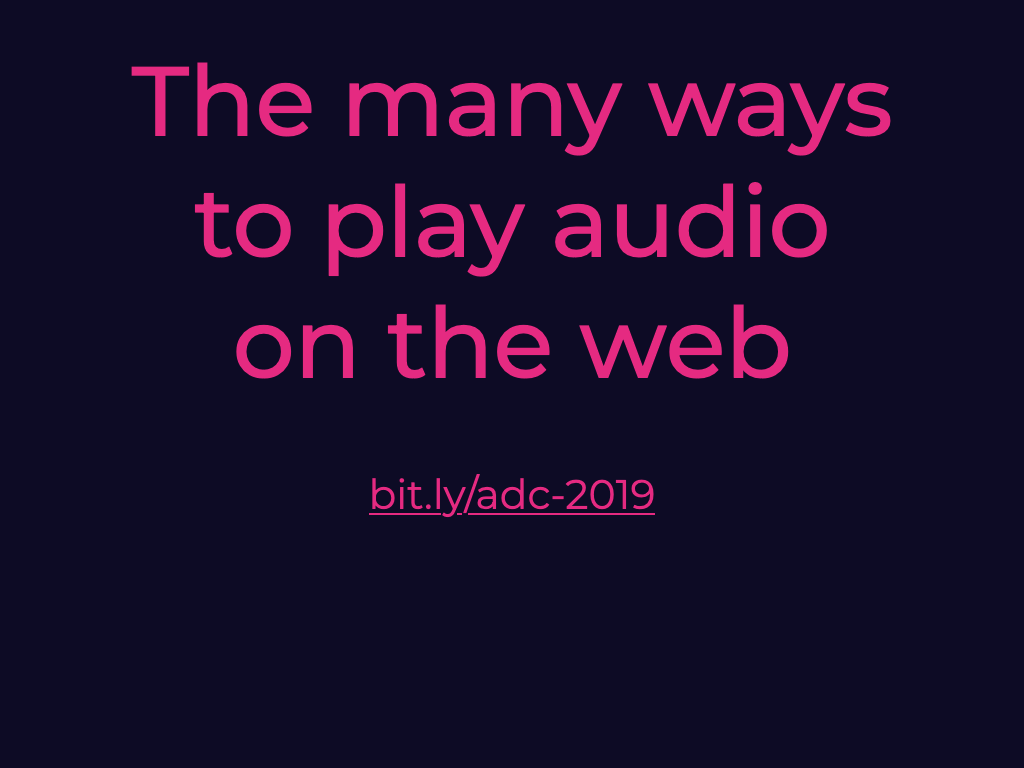 The many ways
to play audio
on the web
bit.ly/adc-2019